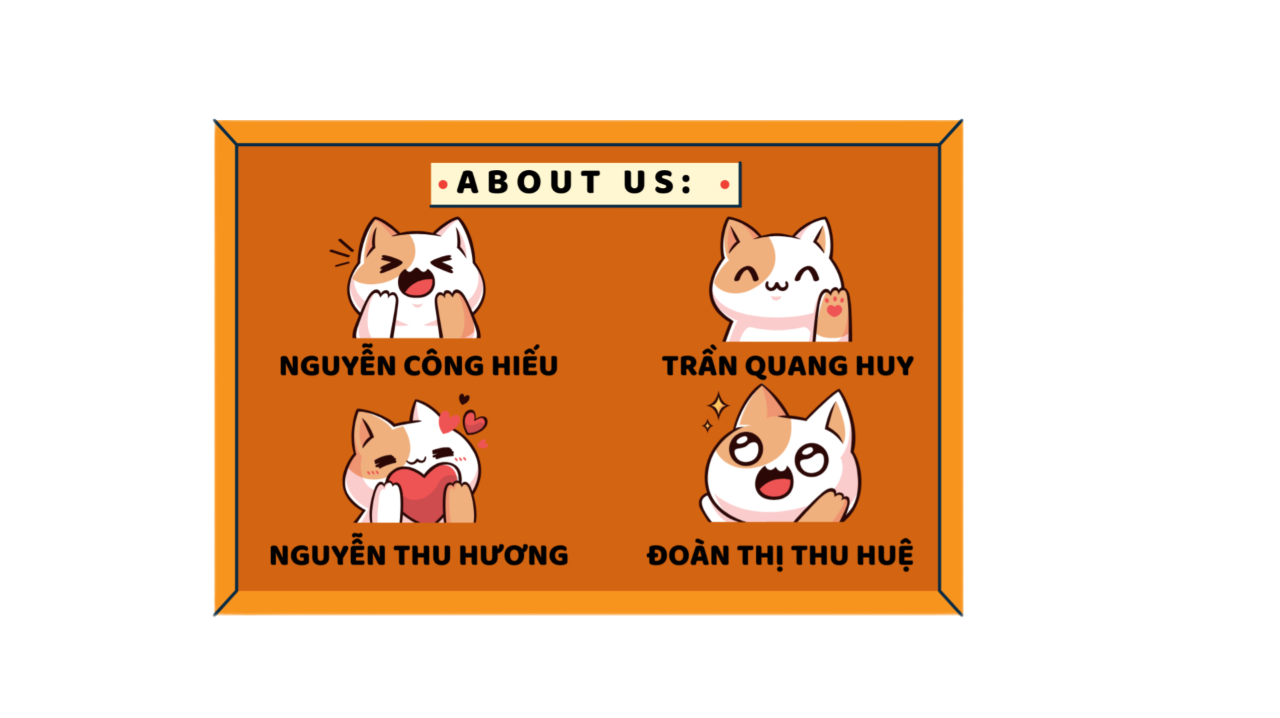 ABOUT US:
NGUYỄN CÔNG HIẾU
TRẦN QUANG HUY
NGUYỄN THU HƯƠNG
ĐOÀN THỊ THU HUỆ